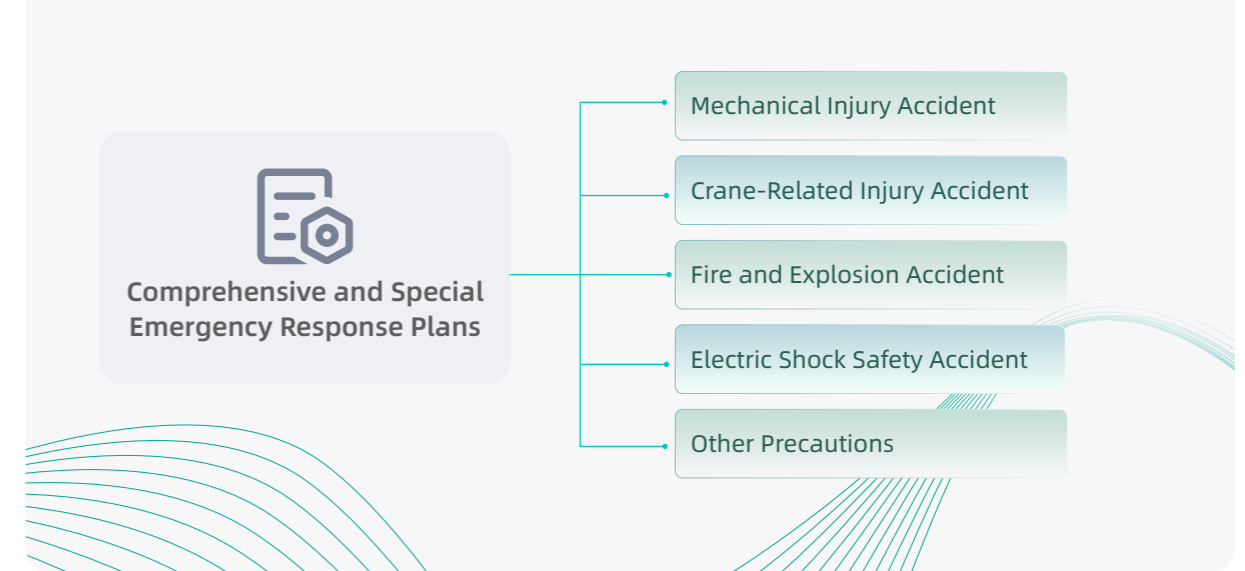 Comprehensive and Special
Emergency Response Plans
Mechanical Injury Accident
Crane-Related Injury Accident
Fire and Explosion Accident
Electric Shock Safety Accident
Other Precautions